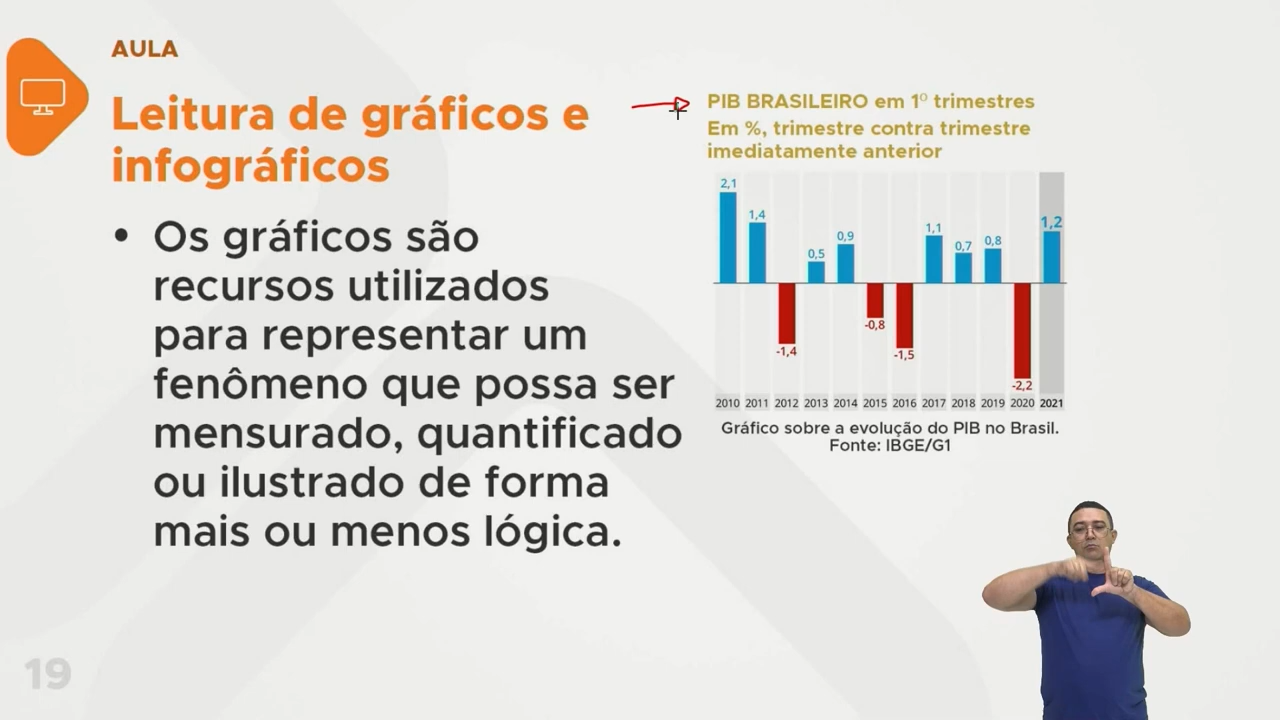 AULA
Leitura de gráficos e
infográficos
• Os gráficos são
recursos utilizados
para representar um
fenômeno que possa ser
mensurado, quantificado
ou ilustrado de forma
mais ou menos lógica.
PIB BRASILEIRO em 1º trimestres
Em %, trimestre contra trimestre
imediatamente anterior
2,1
1,4
-1,4
0,5
0,9
-0,8
-1,5
1,1
0,7
0,8
-2,2
1,2
2010 2011 2012 2013 2014 2015 2016 2017 2018 2019 2020 2021
Gráfico sobre a evolução do PIB no Brasil.
Fonte: IBGE/G1
19